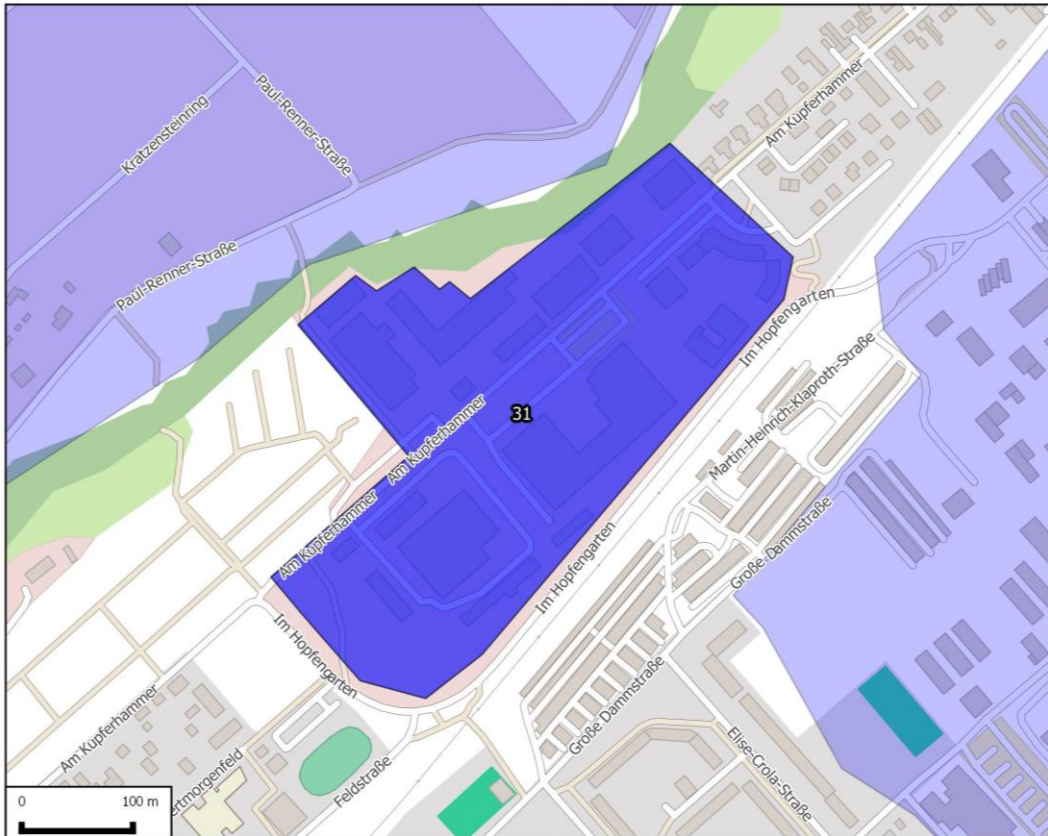 Kratzensteinring
Paul-Renner-Straße
Paul-Renner-Straße
Am Kupferhammer
Im Hopfengarten
Martin-Heinrich-Klaproth-Straße
31
Am Kupferhammer
Am Kupferhammer
Große Dammstraße
Im Hopfengarten
Im Hopfengarten
Große Dammstraße
Am Kupferhammer
Elise-Crola-Straße
Feldstraße
ertmorgenfeld
0 100 m